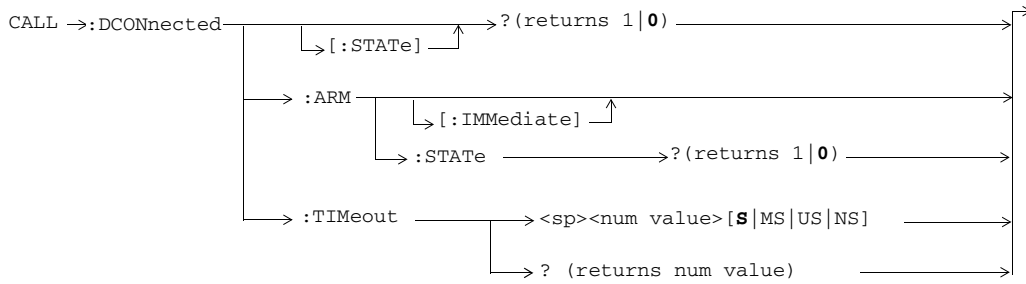 CALL :DCONnected ?(returns 1|0)
[:STATe]
:ARM
[:IMMediate]
:STATe ?(returns 1|0)
:TIMeout <sp><num value>[S|MS|US|NS]
? (returns num value)